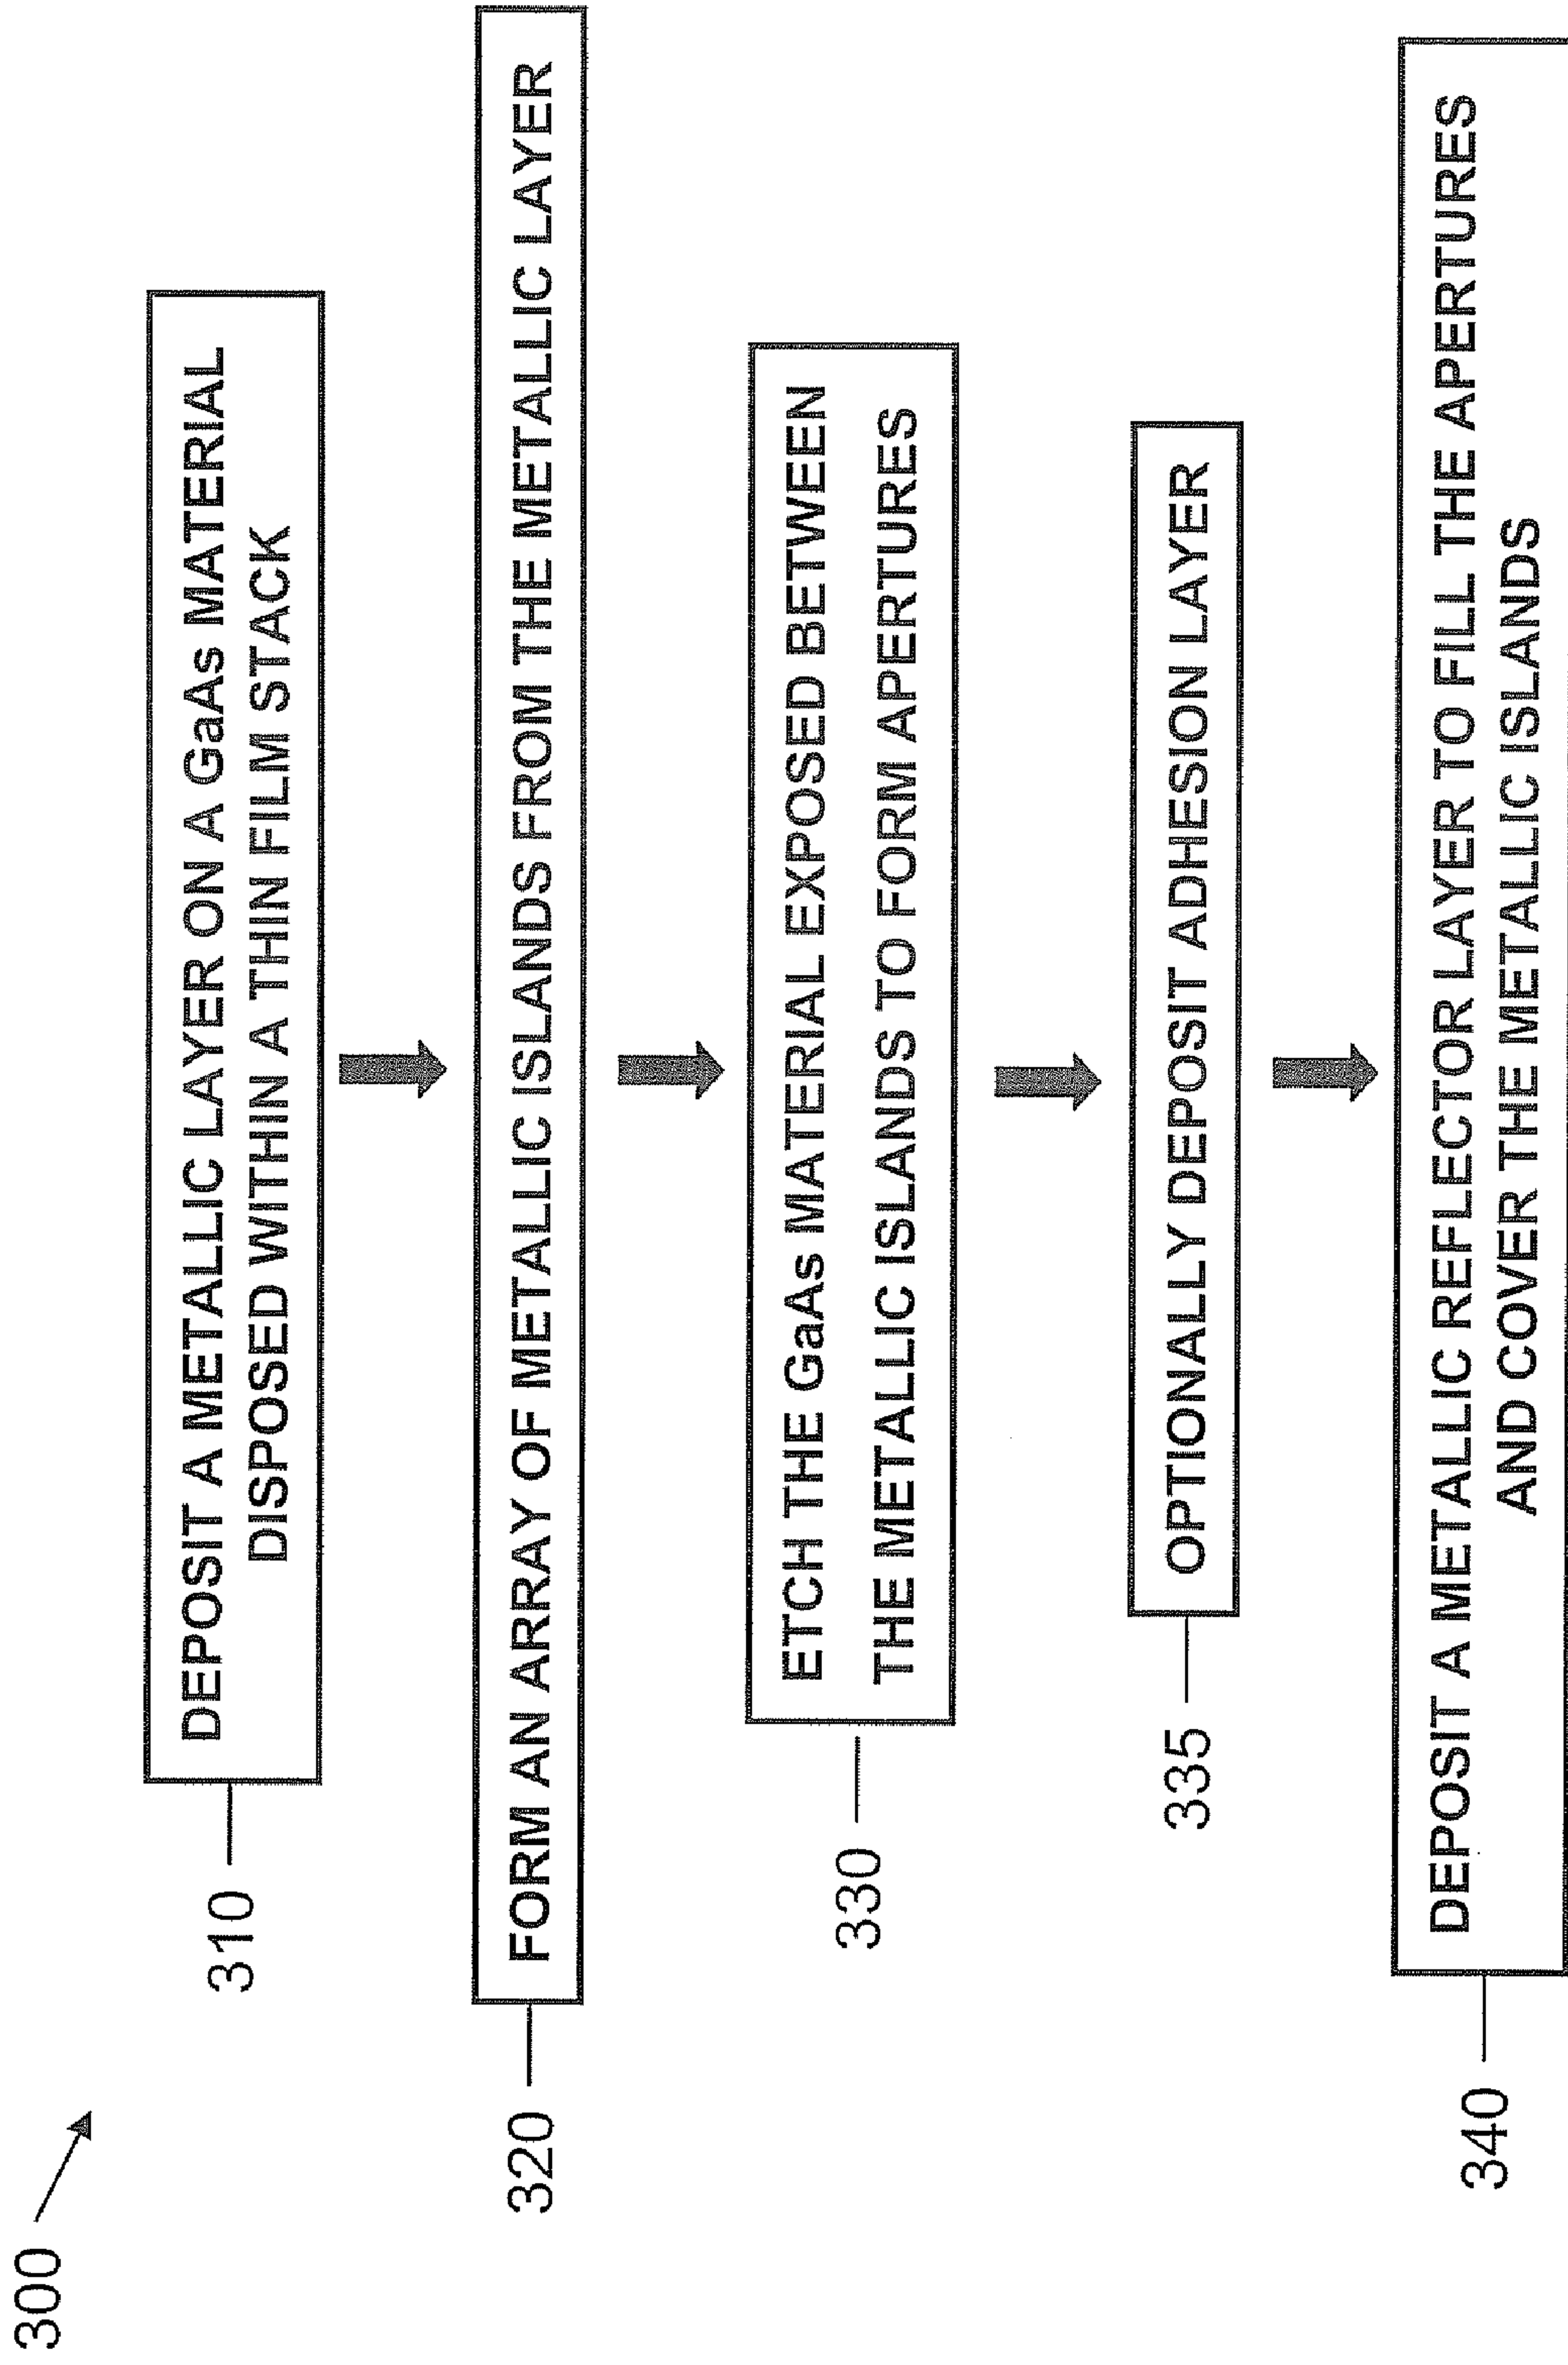 300
310
DEPOSIT A METALLIC LAYER ON A GaAs MATERIAL
DISPOSED WITHIN A THIN FILM STACK
320
FORM AN ARRAY OF METALLIC ISLANDS FROM THE METALLIC LAYER
330
ETCH THE GaAs MATERIAL EXPOSED BETWEEN
THE METALLIC ISLANDS TO FORM APERTURES
335
OPTIONALLY DEPOSIT ADHESION LAYER
340
DEPOSIT A METALLIC REFLECTOR LAYER TO FILL THE APERTURES
AND COVER THE METALLIC ISLANDS